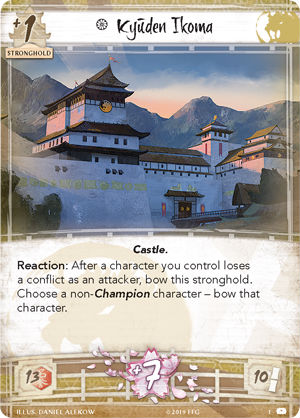 +1
Kyūden Ikoma
STRONGHOLD
Castle.
Reaction: After a character you control loses
a conflict as an attacker, bow this stronghold.
Choose a non-Champion character – bow that
character.
13
+7
10
ILLUS. DANIEL ALEKOW
©2019 FFG
1